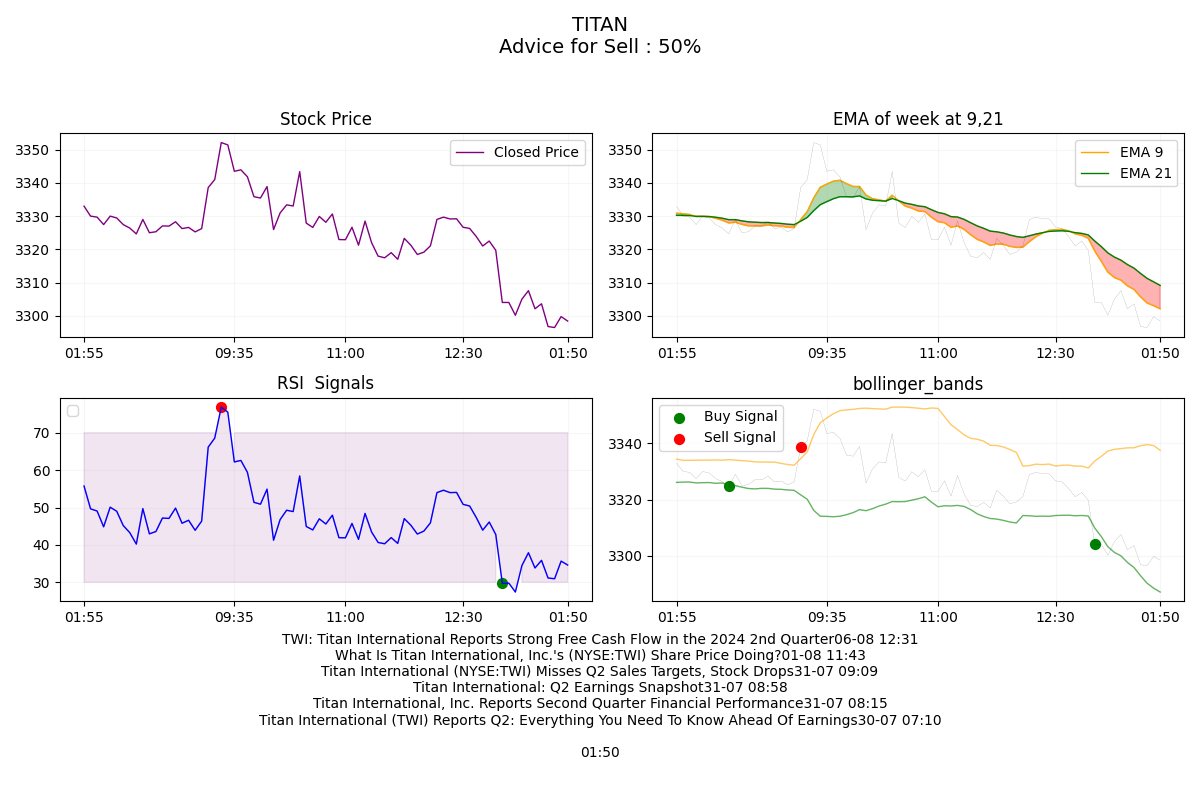 TITAN
Advice for Sell : 50%
Stock Price
3350
3340
3330
3320
3310
3300
Closed Price
01:55
09:35
11:00
12:30
01:50
EMA of week at 9,21
3350
3340
3330
3320
3310
3300
EMA 9
EMA 21
01:55
09:35
11:00
12:30
01:50
RSI  Signals
70
60
50
40
30
01:55
09:35
11:00
12:30
01:50
bollinger_bands
3340
3320
3300
Buy Signal
Sell Signal
01:55
09:35
11:00
12:30
01:50
TWI: Titan International Reports Strong Free Cash Flow in the 2024 2nd Quarter06-08 12:31
What Is Titan International, Inc.'s (NYSE:TWI) Share Price Doing?01-08 11:43
Titan International (NYSE:TWI) Misses Q2 Sales Targets, Stock Drops31-07 09:09
Titan International: Q2 Earnings Snapshot31-07 08:58
Titan International, Inc. Reports Second Quarter Financial Performance31-07 08:15
Titan International (TWI) Reports Q2: Everything You Need To Know Ahead Of Earnings30-07 07:10
01:50